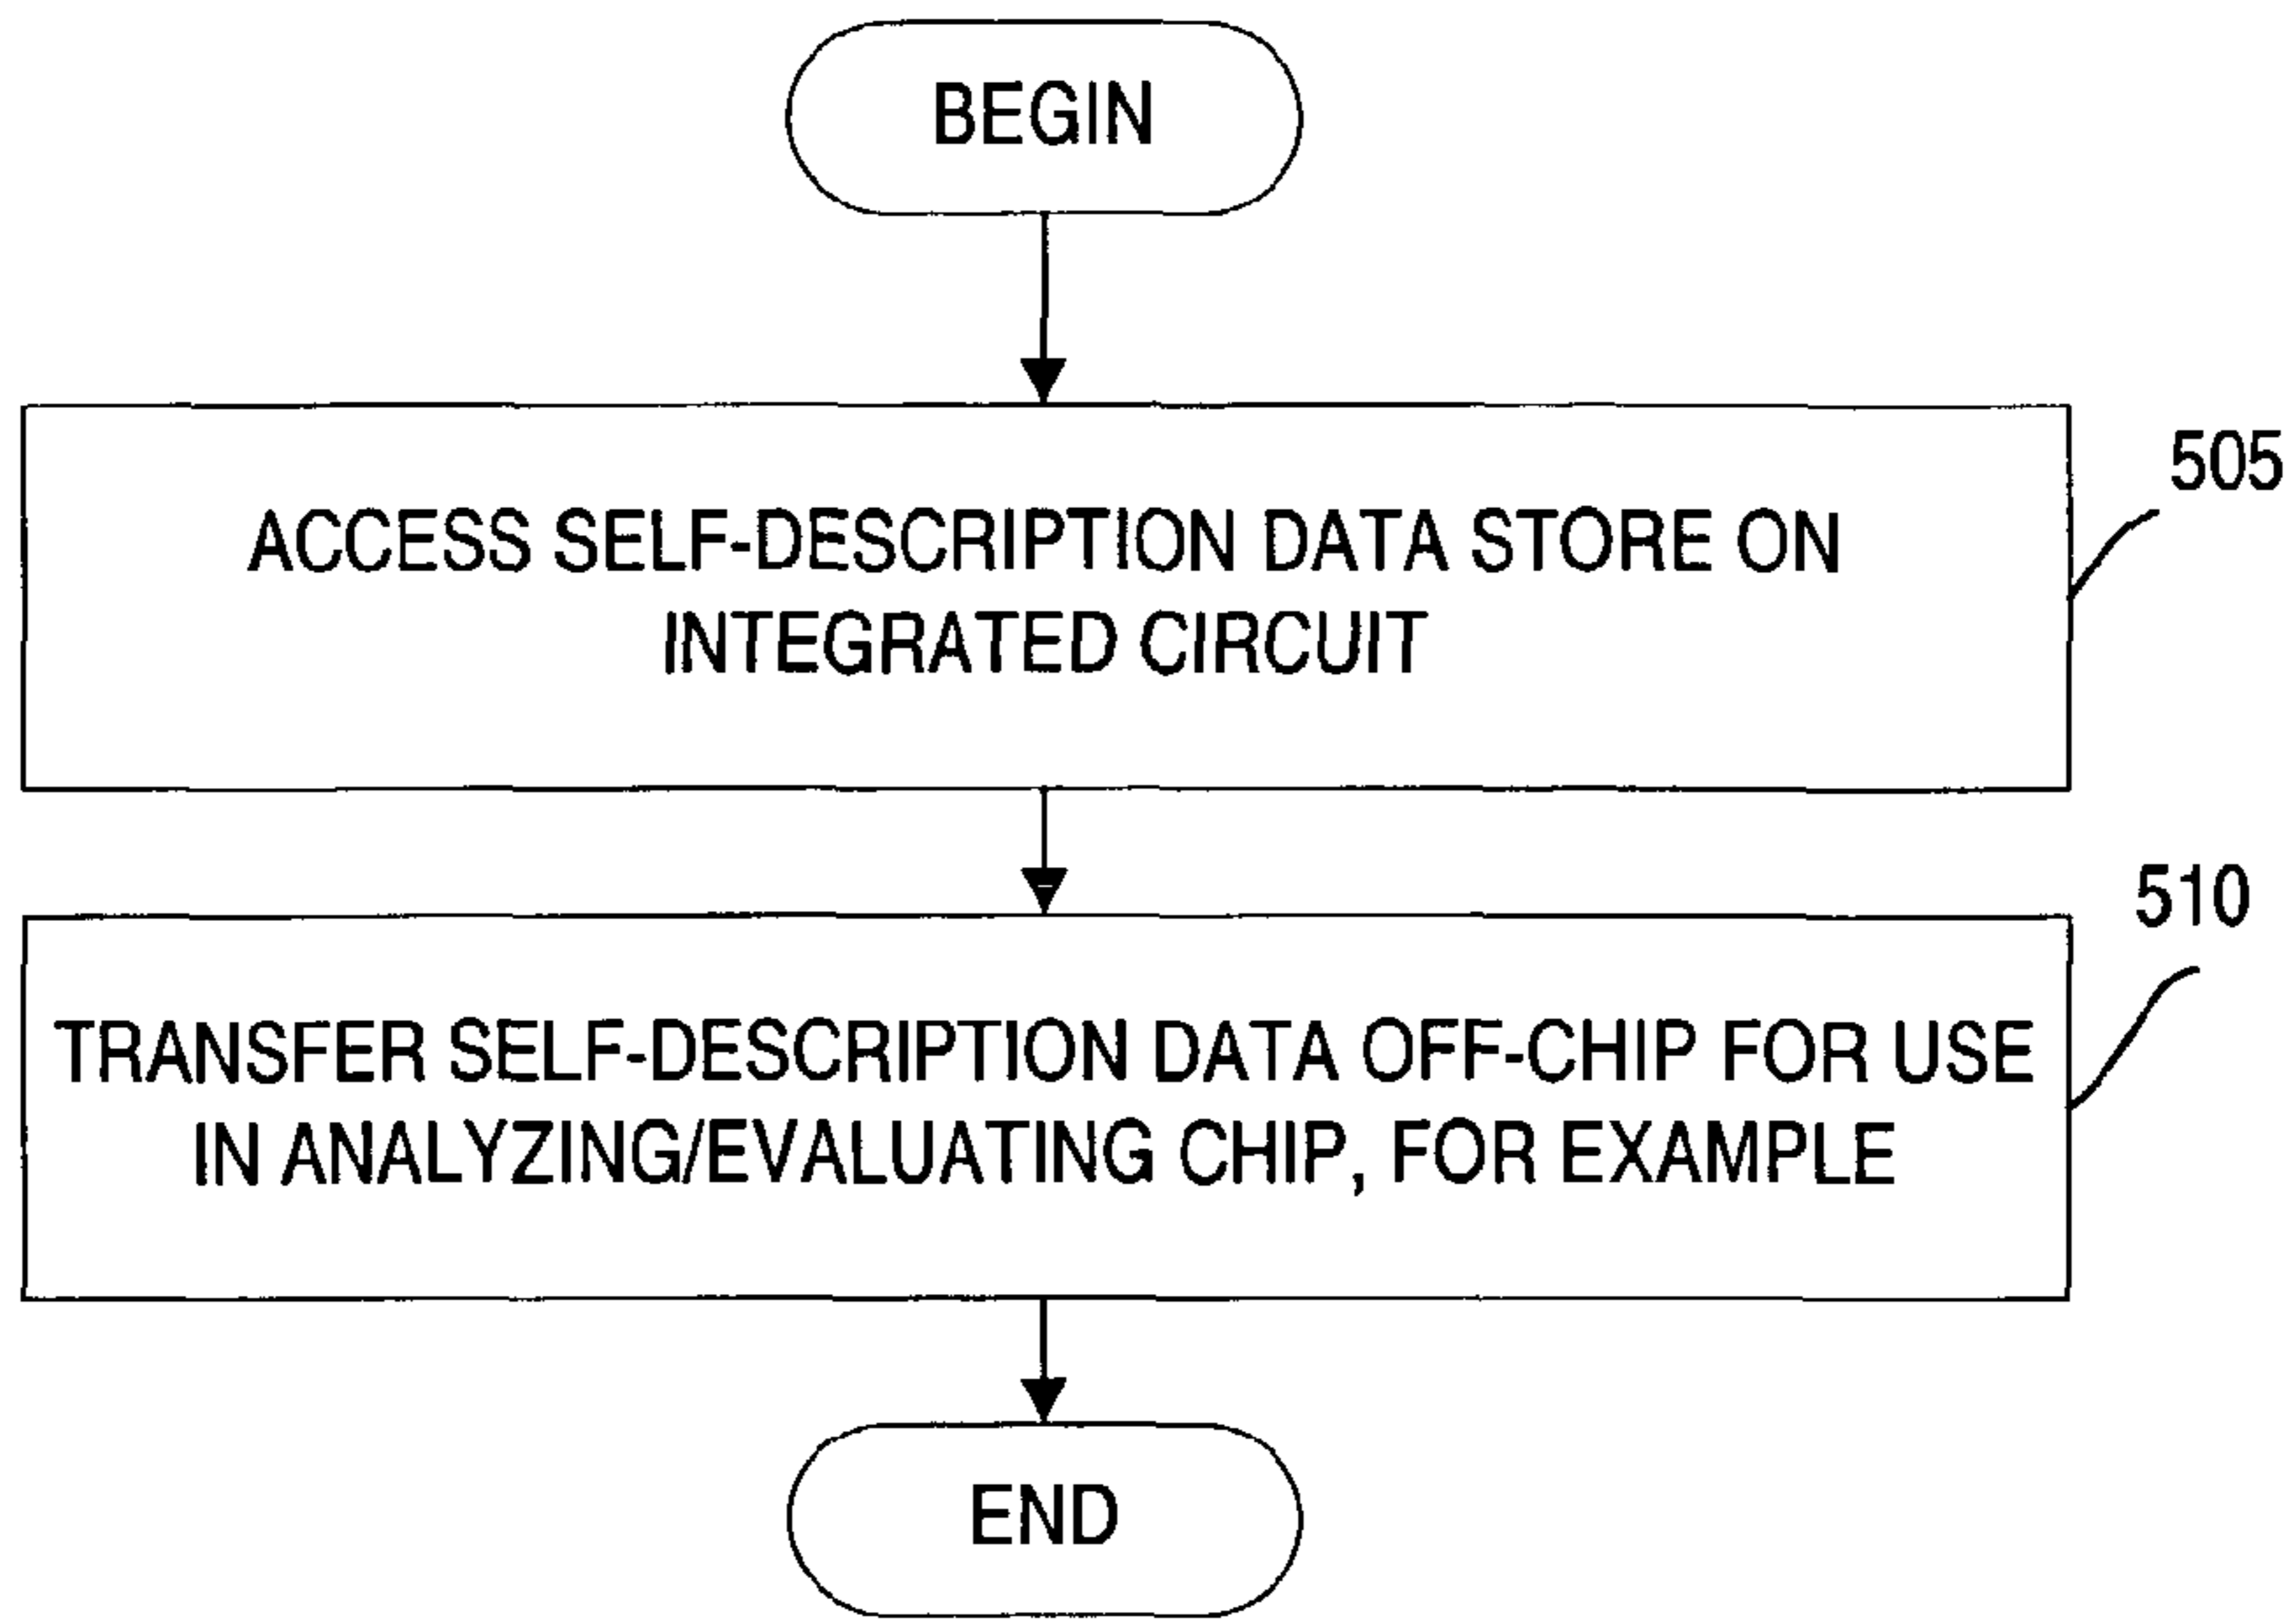 BEGIN
ACCESS SELF-DESCRIPTION DATA STORE ON
INTEGRATED CIRCUIT
505
TRANSFER SELF-DESCRIPTION DATA OFF-CHIP FOR USE
IN ANALYZING/EVALUATING CHIP, FOR EXAMPLE
510
END